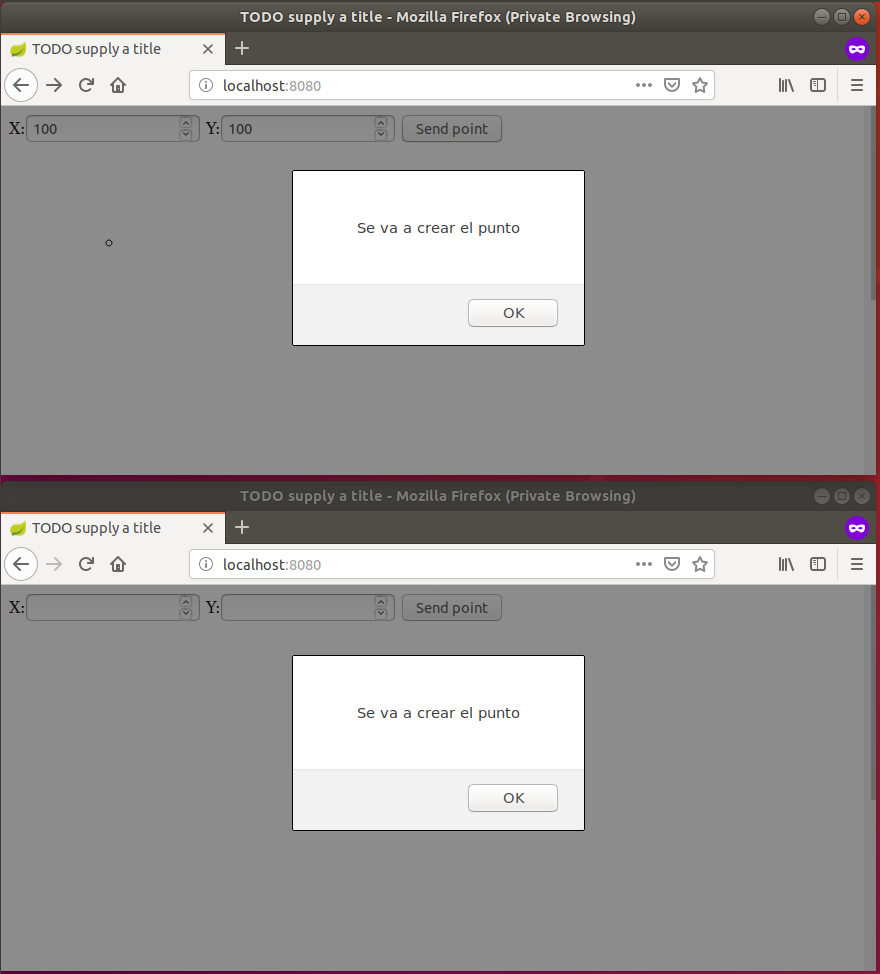 TODO supply a title - Mozilla Firefox (Private Browsing)
TODO supply a title
localhost:8080
X: 100 Y: 100 Send point
Se va a crear el punto
OK
TODO supply a title - Mozilla Firefox (Private Browsing)
TODO supply a title
localhost:8080
X: Y: Send point
Se va a crear el punto
OK